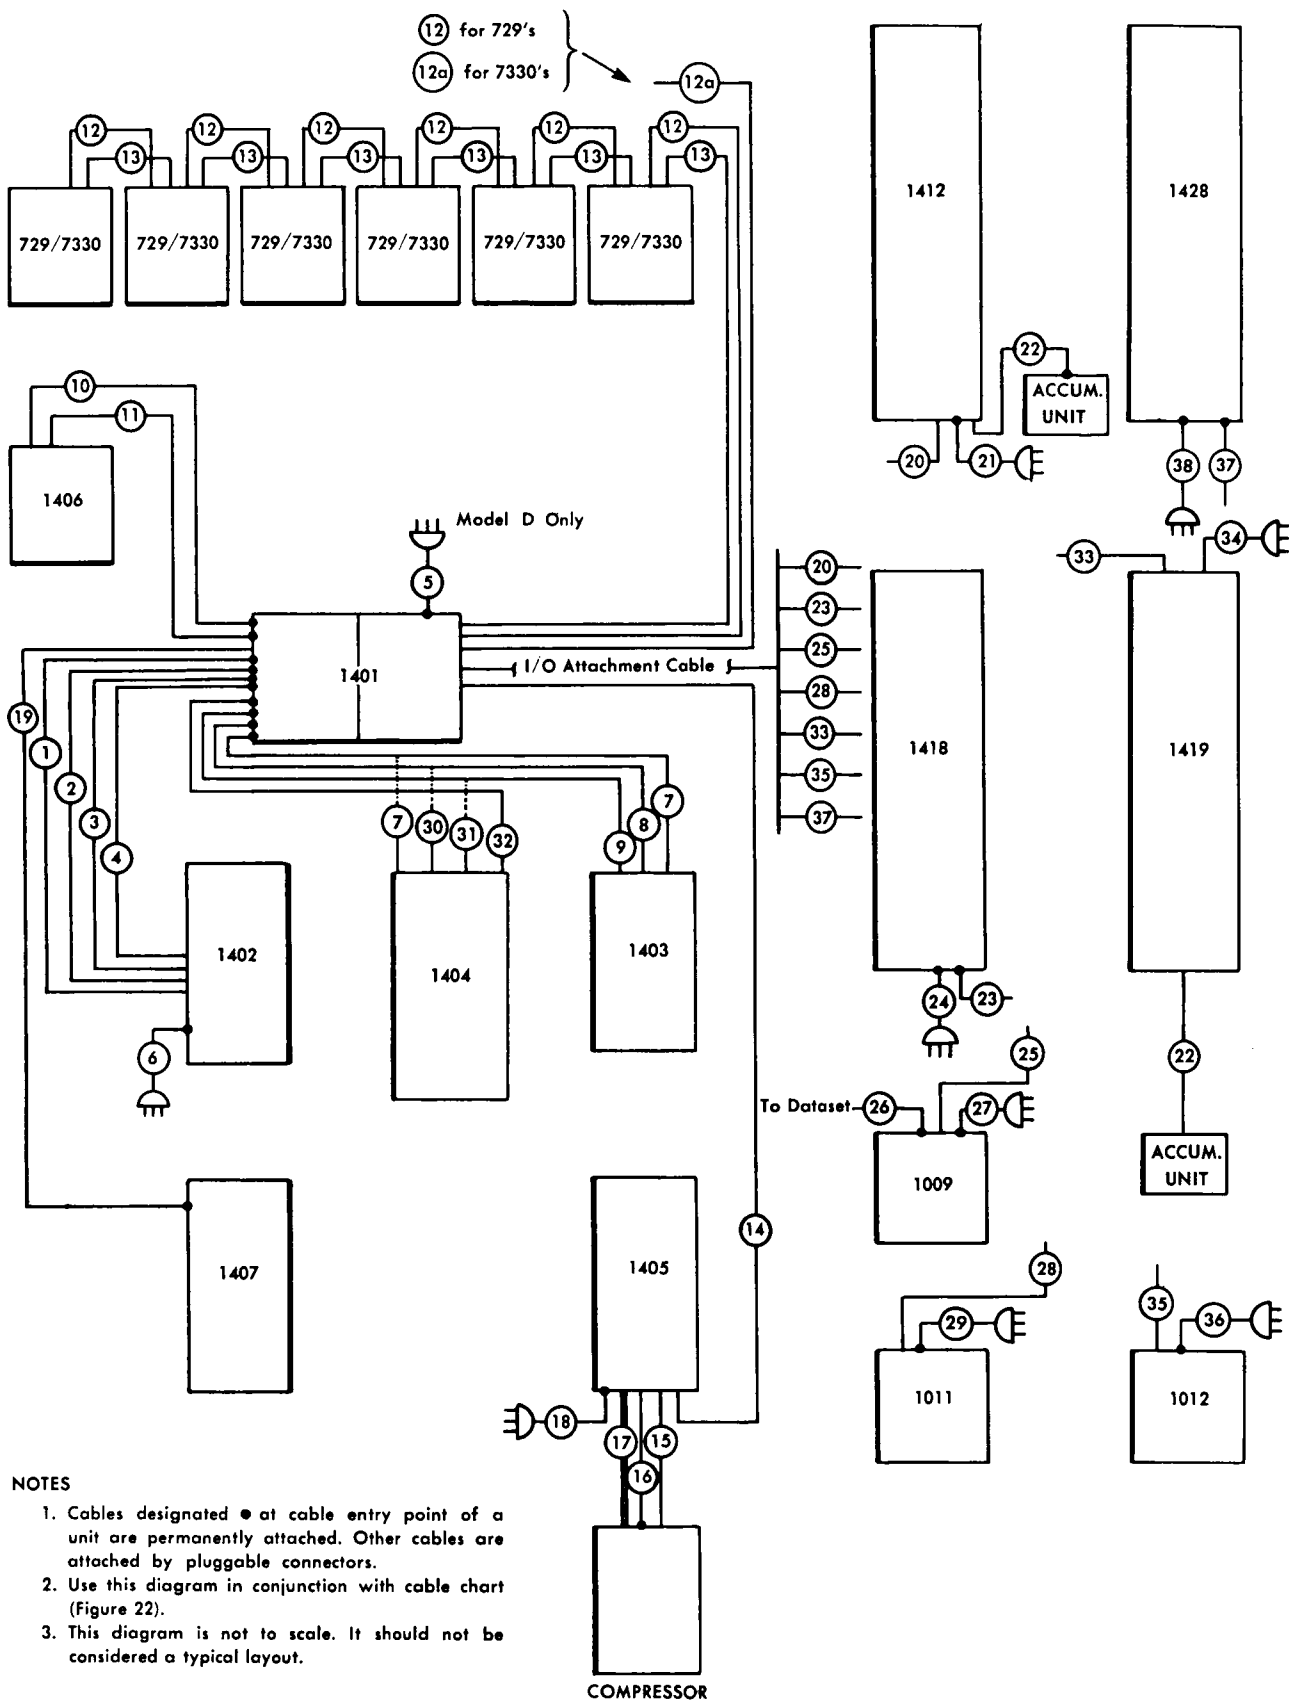 12 for 729's
12a for 7330's
12a
12 12 12 12 12 12
13 13 13 13 13 13
729/7330 729/7330 729/7330 729/7330 729/7330 729/7330
1412
1428
22
ACCUM.
UNIT
20
21
38
37
10
11
1406
Model D Only
5
1401
I/O Attachment Cable
20
23
25
28
33
35
37
33
34
1418
1419
19
1
2
3
4
7
30
31
32
9
8
7
1402
1404
1403
6
24
23
25
22
To Dataset
26
27
1009
ACCUM.
UNIT
1407
1405
14
28
29
1011
35
36
1012
18
17
15
16
COMPRESSOR
NOTES
1. Cables designated ● at cable entry point of a
unit are permanently attached. Other cables are
attached by pluggable connectors.
2. Use this diagram in conjunction with cable chart
(Figure 22).
3. This diagram is not to scale. It should not be
considered a typical layout.